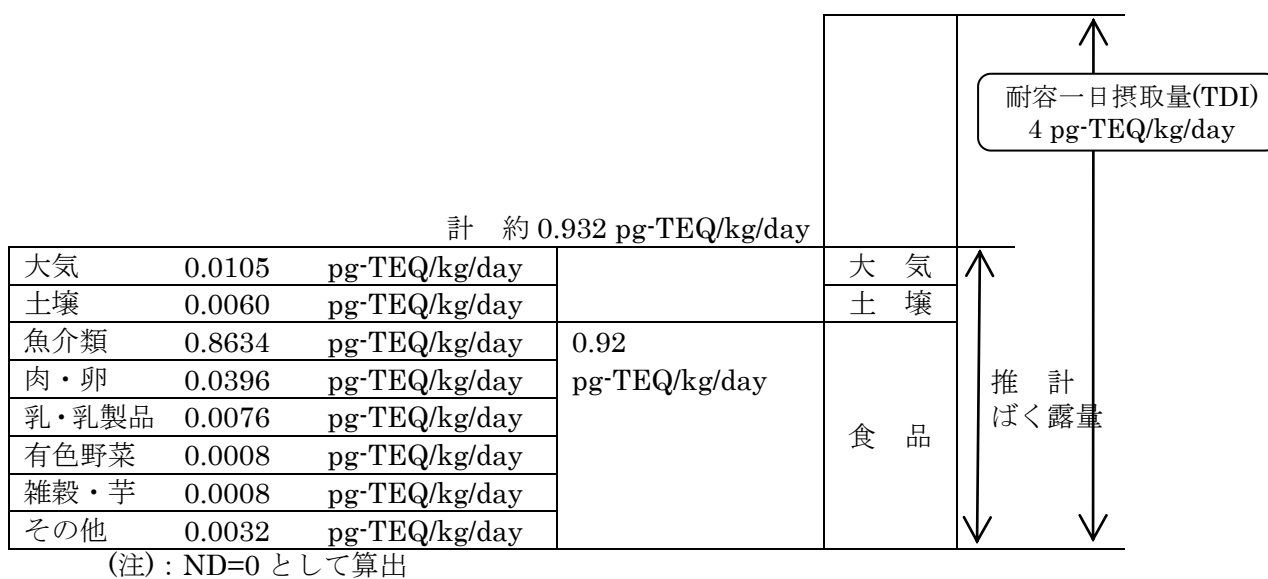 耐容一日摂取量(TDI)
4 pg-TEQ/kg/day
計 約 0.932 pg-TEQ/kg/day
大気 0.0105 pg-TEQ/kg/day 大 気
土壌 0.0060 pg-TEQ/kg/day 土 壌
魚介類 0.8634 pg-TEQ/kg/day 0.92
肉・卵 0.0396 pg-TEQ/kg/day pg-TEQ/kg/day 推 計
乳・乳製品 0.0076 pg-TEQ/kg/day 食 品 ばく露量
有色野菜 0.0008 pg-TEQ/kg/day
雑穀・芋 0.0008 pg-TEQ/kg/day
その他 0.0032 pg-TEQ/kg/day
(注)：ND=0 として算出